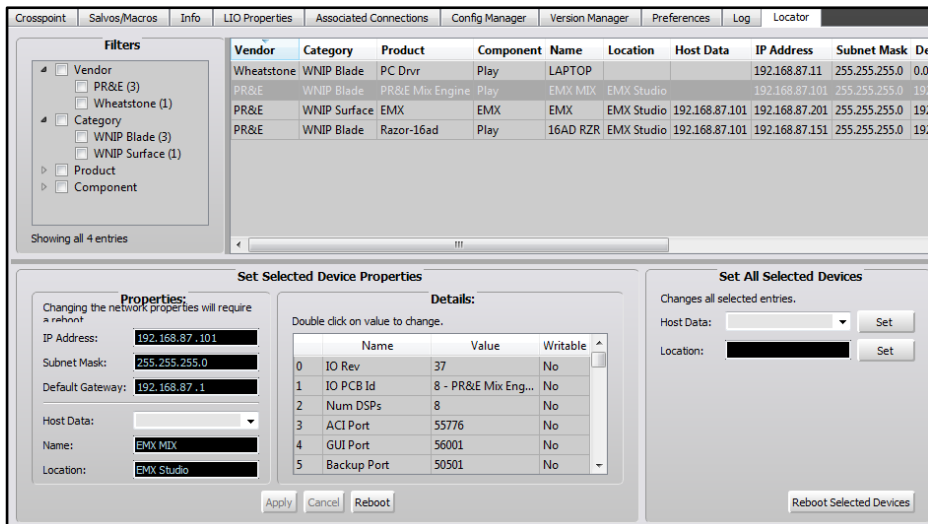 Crosspoint Salvos/Macros Info LIO Properties Associated Connections Config Manager Version Manager Preferences Log Locator
Filters
Vendor
PR&E (3)
Wheatstone (1)
Category
WNIP Blade (3)
WNIP Surface (1)
Product
Component
Showing all 4 entries
Vendor Category Product Component Name Location Host Data IP Address Subnet Mask De
Wheatstone WNIP Blade PC Drvr Play LAPTOP 192.168.87.11 255.255.255.0 0.0
PR&E WNIP Blade PR&E Mix Engine Play EMX MIX EMX Studio 192.168.87.101 255.255.255.0 192
PR&E WNIP Surface EMX EMX EMX EMX Studio 192.168.87.101 192.168.87.201 255.255.255.0 192
PR&E WNIP Blade Razor-16ad Play 16AD RZR EMX Studio 192.168.87.101 192.168.87.151 255.255.255.0 192
Set Selected Device Properties
Properties:
Changing the network properties will require
a reboot
IP Address: 192.168.87.101
Subnet Mask: 255.255.255.0
Default Gateway: 192.168.87.1
Host Data:
Name: EMX MIX
Location: EMX Studio
Details:
Double click on value to change.
Name Value Writable
0 IO Rev 37 No
1 IO PCB Id 8 - PR&E Mix Eng... No
2 Num DSPs 8 No
3 ACI Port 55776 No
4 GUI Port 56001 No
5 Backup Port 50501 No
Apply Cancel Reboot
Set All Selected Devices
Changes all selected entries.
Host Data: Set
Location: Set
Reboot Selected Devices